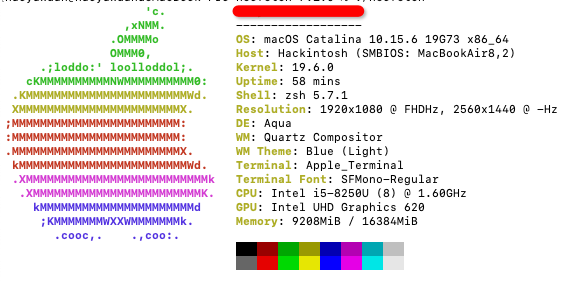 'c.
,xNMM.
.OMMMMo
OMMM0,
.;loddo:' loolloddol;.
cKMMMMMMMMMMNWMMMMMMMMMM0:
.KMMMMMMMMMMMMMMMMMMMMMMMWd.
XMMMMMMMMMMMMMMMMMMMMMMMX.
;MMMMMMMMMMMMMMMMMMMMMMMM:
:MMMMMMMMMMMMMMMMMMMMMMMM:
.MMMMMMMMMMMMMMMMMMMMMMMMX.
kMMMMMMMMMMMMMMMMMMMMMMMMWd.
.XMMMMMMMMMMMMMMMMMMMMMMMMMMk
.XMMMMMMMMMMMMMMMMMMMMMMMMK.
kMMMMMMMMMMMMMMMMMMMMMMd
;KMMMMMMMWXXWMMMMMMMk.
.cooc,.    .,coo:.
------------------
OS: macOS Catalina 10.15.6 19G73 x86_64
Host: Hackintosh (SMBIOS: MacBookAir8,2)
Kernel: 19.6.0
Uptime: 58 mins
Shell: zsh 5.7.1
Resolution: 1920x1080 @ FHDHz, 2560x1440 @ -Hz
DE: Aqua
WM: Quartz Compositor
WM Theme: Blue (Light)
Terminal: Apple_Terminal
Terminal Font: SFMono-Regular
CPU: Intel i5-8250U (8) @ 1.60GHz
GPU: Intel UHD Graphics 620
Memory: 9208MiB / 16384MiB